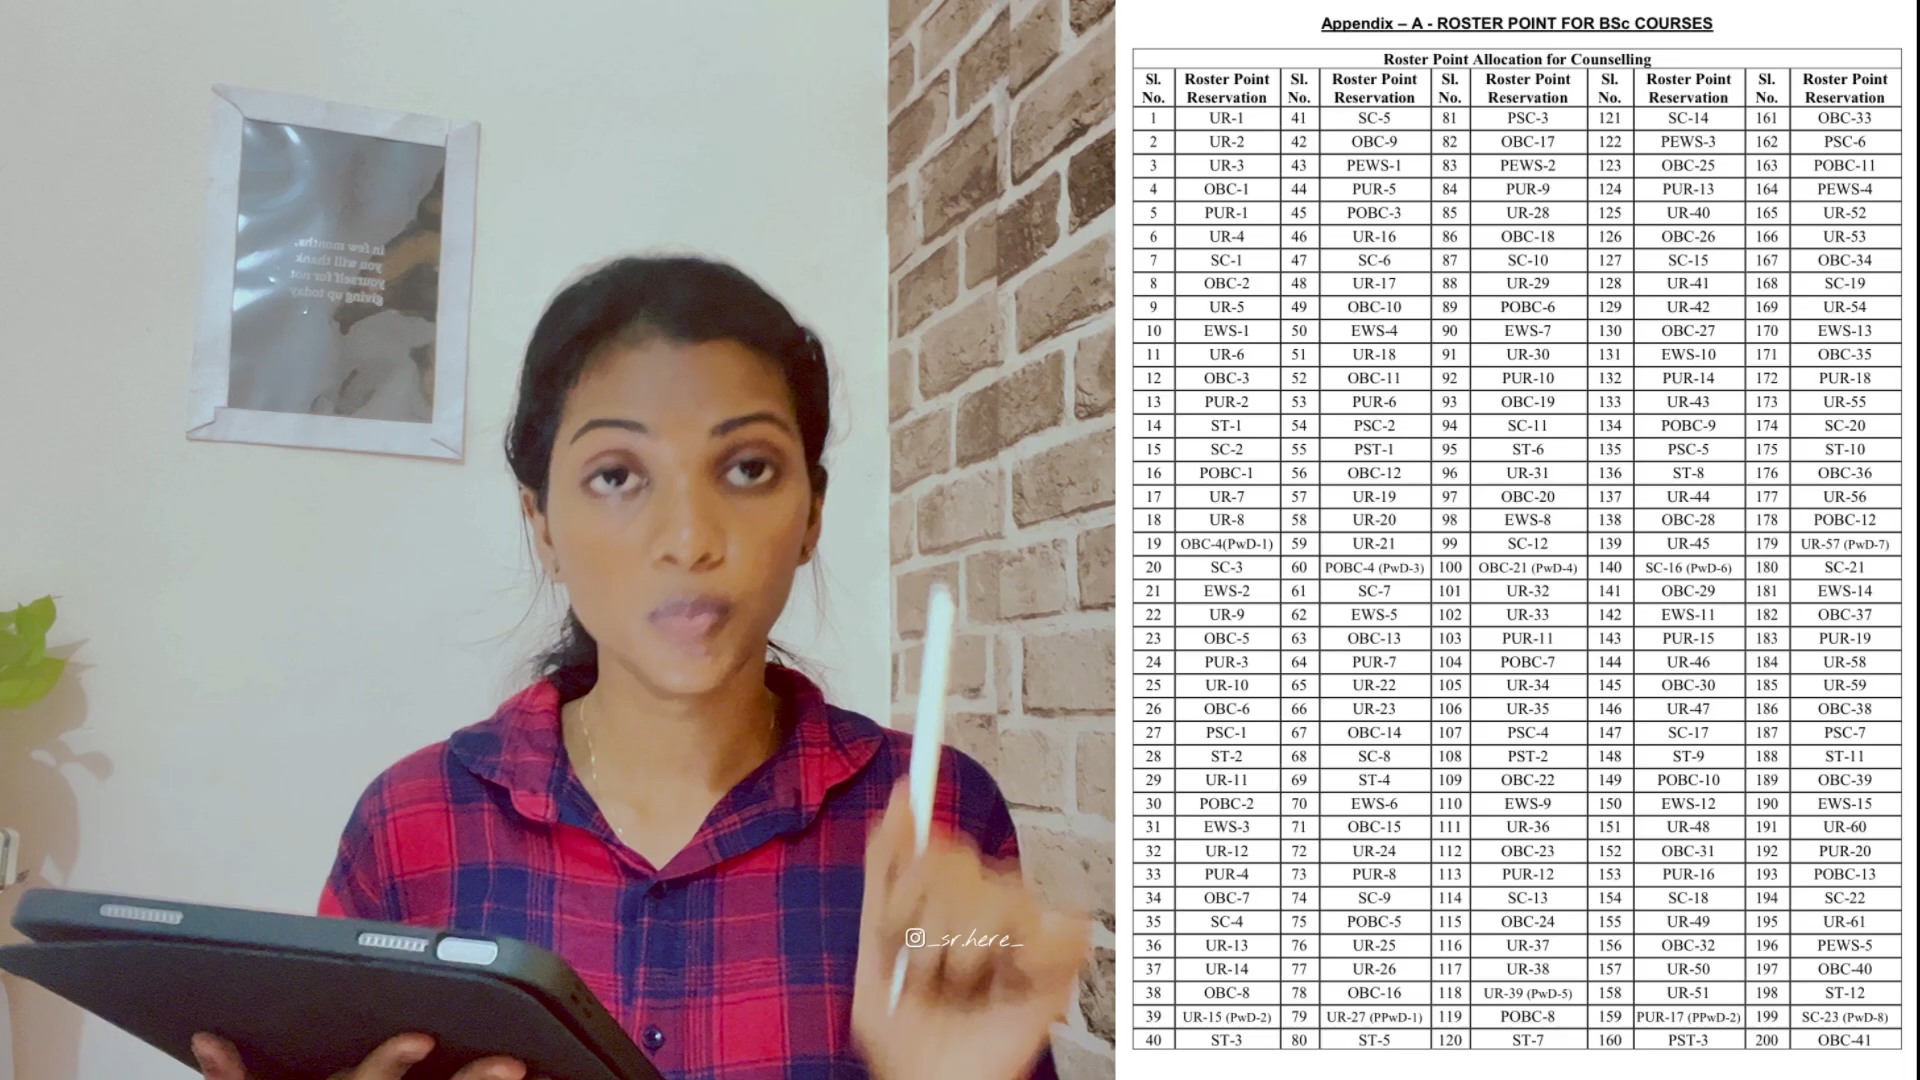 in few months,
you will thank
yourself for not
giving up today
_sr.here_
Appendix – A - ROSTER POINT FOR BSc COURSES
Roster Point Allocation for Counselling
Sl. No. Roster Point Reservation Sl. No. Roster Point Reservation Sl. No. Roster Point Reservation Sl. No. Roster Point Reservation Sl. No. Roster Point Reservation
1 UR-1 41 SC-5 81 PSC-3 121 SC-14 161 OBC-33
2 UR-2 42 OBC-9 82 OBC-17 122 PEWS-3 162 PSC-6
3 UR-3 43 PEWS-1 83 PEWS-2 123 OBC-25 163 POBC-11
4 OBC-1 44 PUR-5 84 PUR-9 124 PUR-13 164 PEWS-4
5 PUR-1 45 POBC-3 85 UR-28 125 UR-40 165 UR-52
6 UR-4 46 UR-16 86 OBC-18 126 OBC-26 166 UR-53
7 SC-1 47 SC-6 87 SC-10 127 SC-15 167 OBC-34
8 OBC-2 48 UR-17 88 UR-29 128 UR-41 168 SC-19
9 UR-5 49 OBC-10 89 POBC-6 129 UR-42 169 UR-54
10 EWS-1 50 EWS-4 90 EWS-7 130 OBC-27 170 EWS-13
11 UR-6 51 UR-18 91 UR-30 131 EWS-10 171 OBC-35
12 OBC-3 52 OBC-11 92 PUR-10 132 PUR-14 172 PUR-18
13 PUR-2 53 PUR-6 93 OBC-19 133 UR-43 173 UR-55
14 ST-1 54 PSC-2 94 SC-11 134 POBC-9 174 SC-20
15 SC-2 55 PST-1 95 ST-6 135 PSC-5 175 ST-10
16 POBC-1 56 OBC-12 96 UR-31 136 ST-8 176 OBC-36
17 UR-7 57 UR-19 97 OBC-20 137 UR-44 177 UR-56
18 UR-8 58 UR-20 98 EWS-8 138 OBC-28 178 POBC-12
19 OBC-4(PwD-1) 59 UR-21 99 SC-12 139 UR-45 179 UR-57 (PwD-7)
20 SC-3 60 POBC-4 (PwD-3) 100 OBC-21 (PwD-4) 140 SC-16 (PwD-6) 180 SC-21
21 EWS-2 61 SC-7 101 UR-32 141 OBC-29 181 EWS-14
22 UR-9 62 EWS-5 102 UR-33 142 EWS-11 182 OBC-37
23 OBC-5 63 OBC-13 103 PUR-11 143 PUR-15 183 PUR-19
24 PUR-3 64 PUR-7 104 POBC-7 144 UR-46 184 UR-58
25 UR-10 65 UR-22 105 UR-34 145 OBC-30 185 UR-59
26 OBC-6 66 UR-23 106 UR-35 146 UR-47 186 OBC-38
27 PSC-1 67 OBC-14 107 PSC-4 147 SC-17 187 PSC-7
28 ST-2 68 SC-8 108 PST-2 148 ST-9 188 ST-11
29 UR-11 69 ST-4 109 OBC-22 149 POBC-10 189 OBC-39
30 POBC-2 70 EWS-6 110 EWS-9 150 EWS-12 190 EWS-15
31 EWS-3 71 OBC-15 111 UR-36 151 UR-48 191 UR-60
32 UR-12 72 UR-24 112 OBC-23 152 OBC-31 192 PUR-20
33 PUR-4 73 PUR-8 113 PUR-12 153 PUR-16 193 POBC-13
34 OBC-7 74 SC-9 114 SC-13 154 SC-18 194 SC-22
35 SC-4 75 POBC-5 115 OBC-24 155 UR-49 195 UR-61
36 UR-13 76 UR-25 116 UR-37 156 OBC-32 196 PEWS-5
37 UR-14 77 UR-26 117 UR-38 157 UR-50 197 OBC-40
38 OBC-8 78 OBC-16 118 UR-39 (PwD-5) 158 UR-51 198 ST-12
39 UR-15 (PwD-2) 79 UR-27 (PPwD-1) 119 POBC-8 159 PUR-17 (PPwD-2) 199 SC-23 (PwD-8)
40 ST-3 80 ST-5 120 ST-7 160 PST-3 200 OBC-41